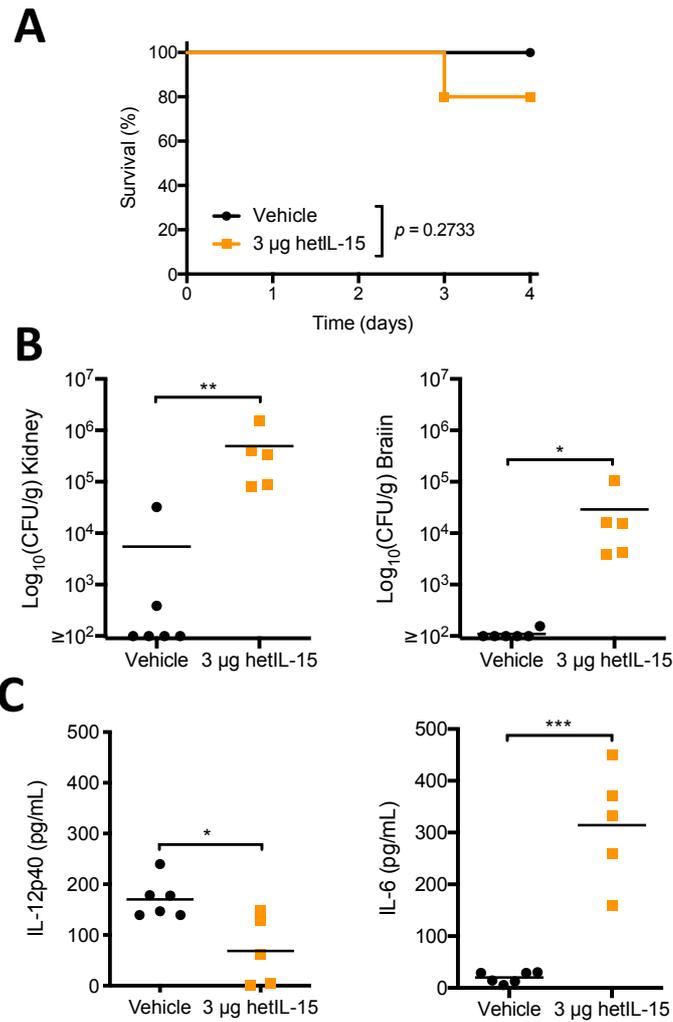 A
100
80
60
40
20
0
Survival (%)
Vehicle
3 µg hetIL-15
p = 0.2733
0 1 2 3 4
Time (days)
B
10⁷
10⁶
10⁵
10⁴
10³
≥10²
Log₁₀(CFU/g) Kidney
**
Vehicle 3 µg hetIL-15
10⁷
10⁶
10⁵
10⁴
10³
≥10²
Log₁₀(CFU/g) Braiin
*
Vehicle 3 µg hetIL-15
C
500
400
300
200
100
0
IL-12p40 (pg/mL)
*
Vehicle 3 µg hetIL-15
500
400
300
200
100
0
IL-6 (pg/mL)
***
Vehicle 3 µg hetIL-15